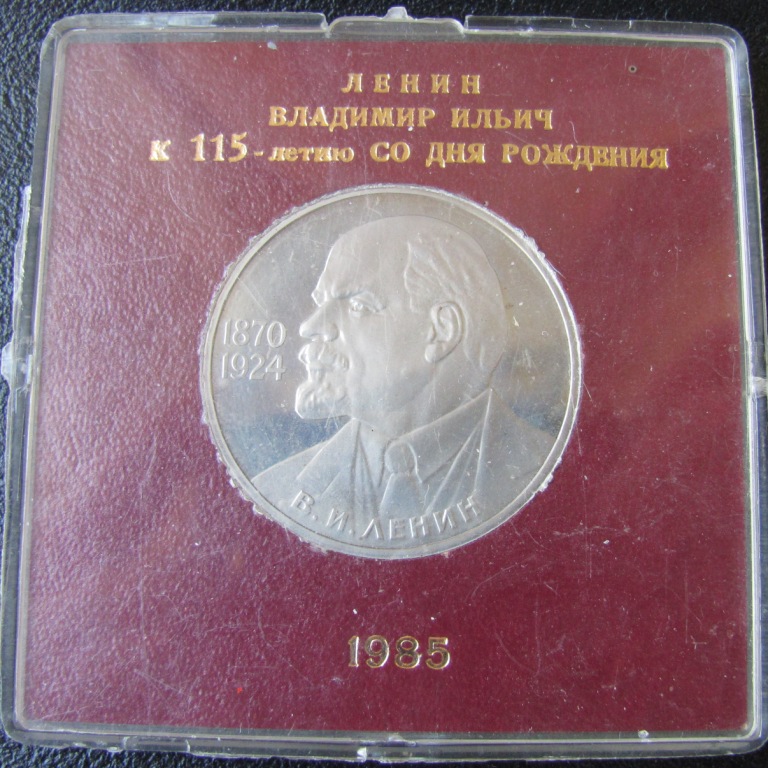 ЛЕНИН
ВЛАДИМИР ИЛЬИЧ
К 115-летию СО ДНЯ РОЖДЕНИЯ
1870
1924
В. И. ЛЕНИН
1985